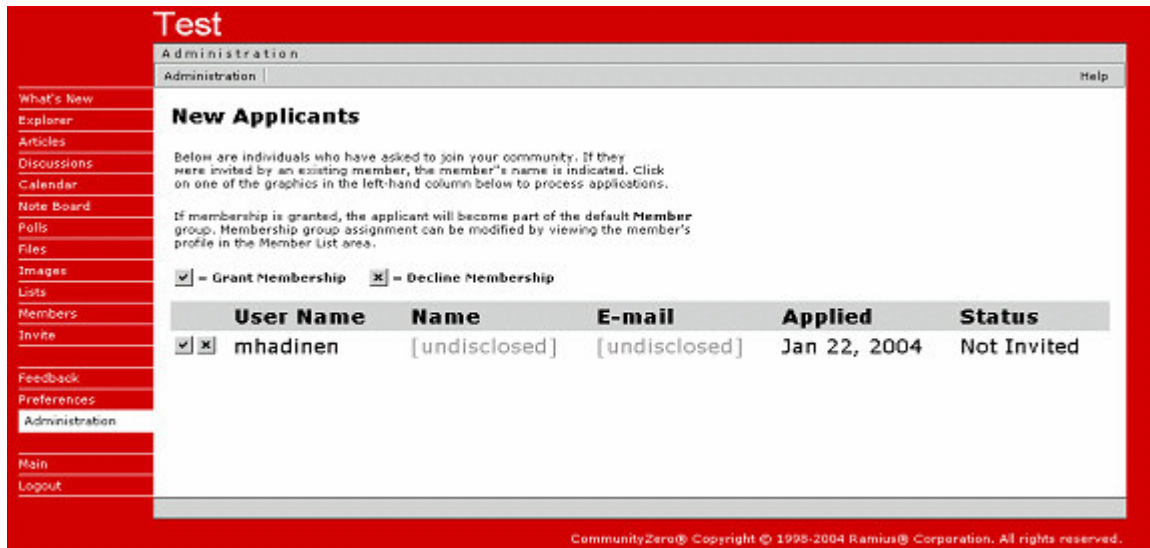 Test
Administration
Administration
Help
What's New
Explorer
Articles
Discussions
Calendar
Note Board
Polls
Files
Images
Lists
Members
Invite
Feedback
Preferences
Administration
Main
Logout
New Applicants
Below are individuals who have asked to join your community. If they
were invited by an existing member, the member"s name is indicated. Click
on one of the graphics in the left-hand column below to process applications.
If membership is granted, the applicant will become part of the default Member
group. Membership group assignment can be modified by viewing the member's
profile in the Member List area.
= Grant Membership = Decline Membership
User Name Name E-mail Applied Status
mhadinen [undisclosed] [undisclosed] Jan 22, 2004 Not Invited
CommunityZero® Copyright © 1998-2004 Ramius® Corporation. All rights reserved.